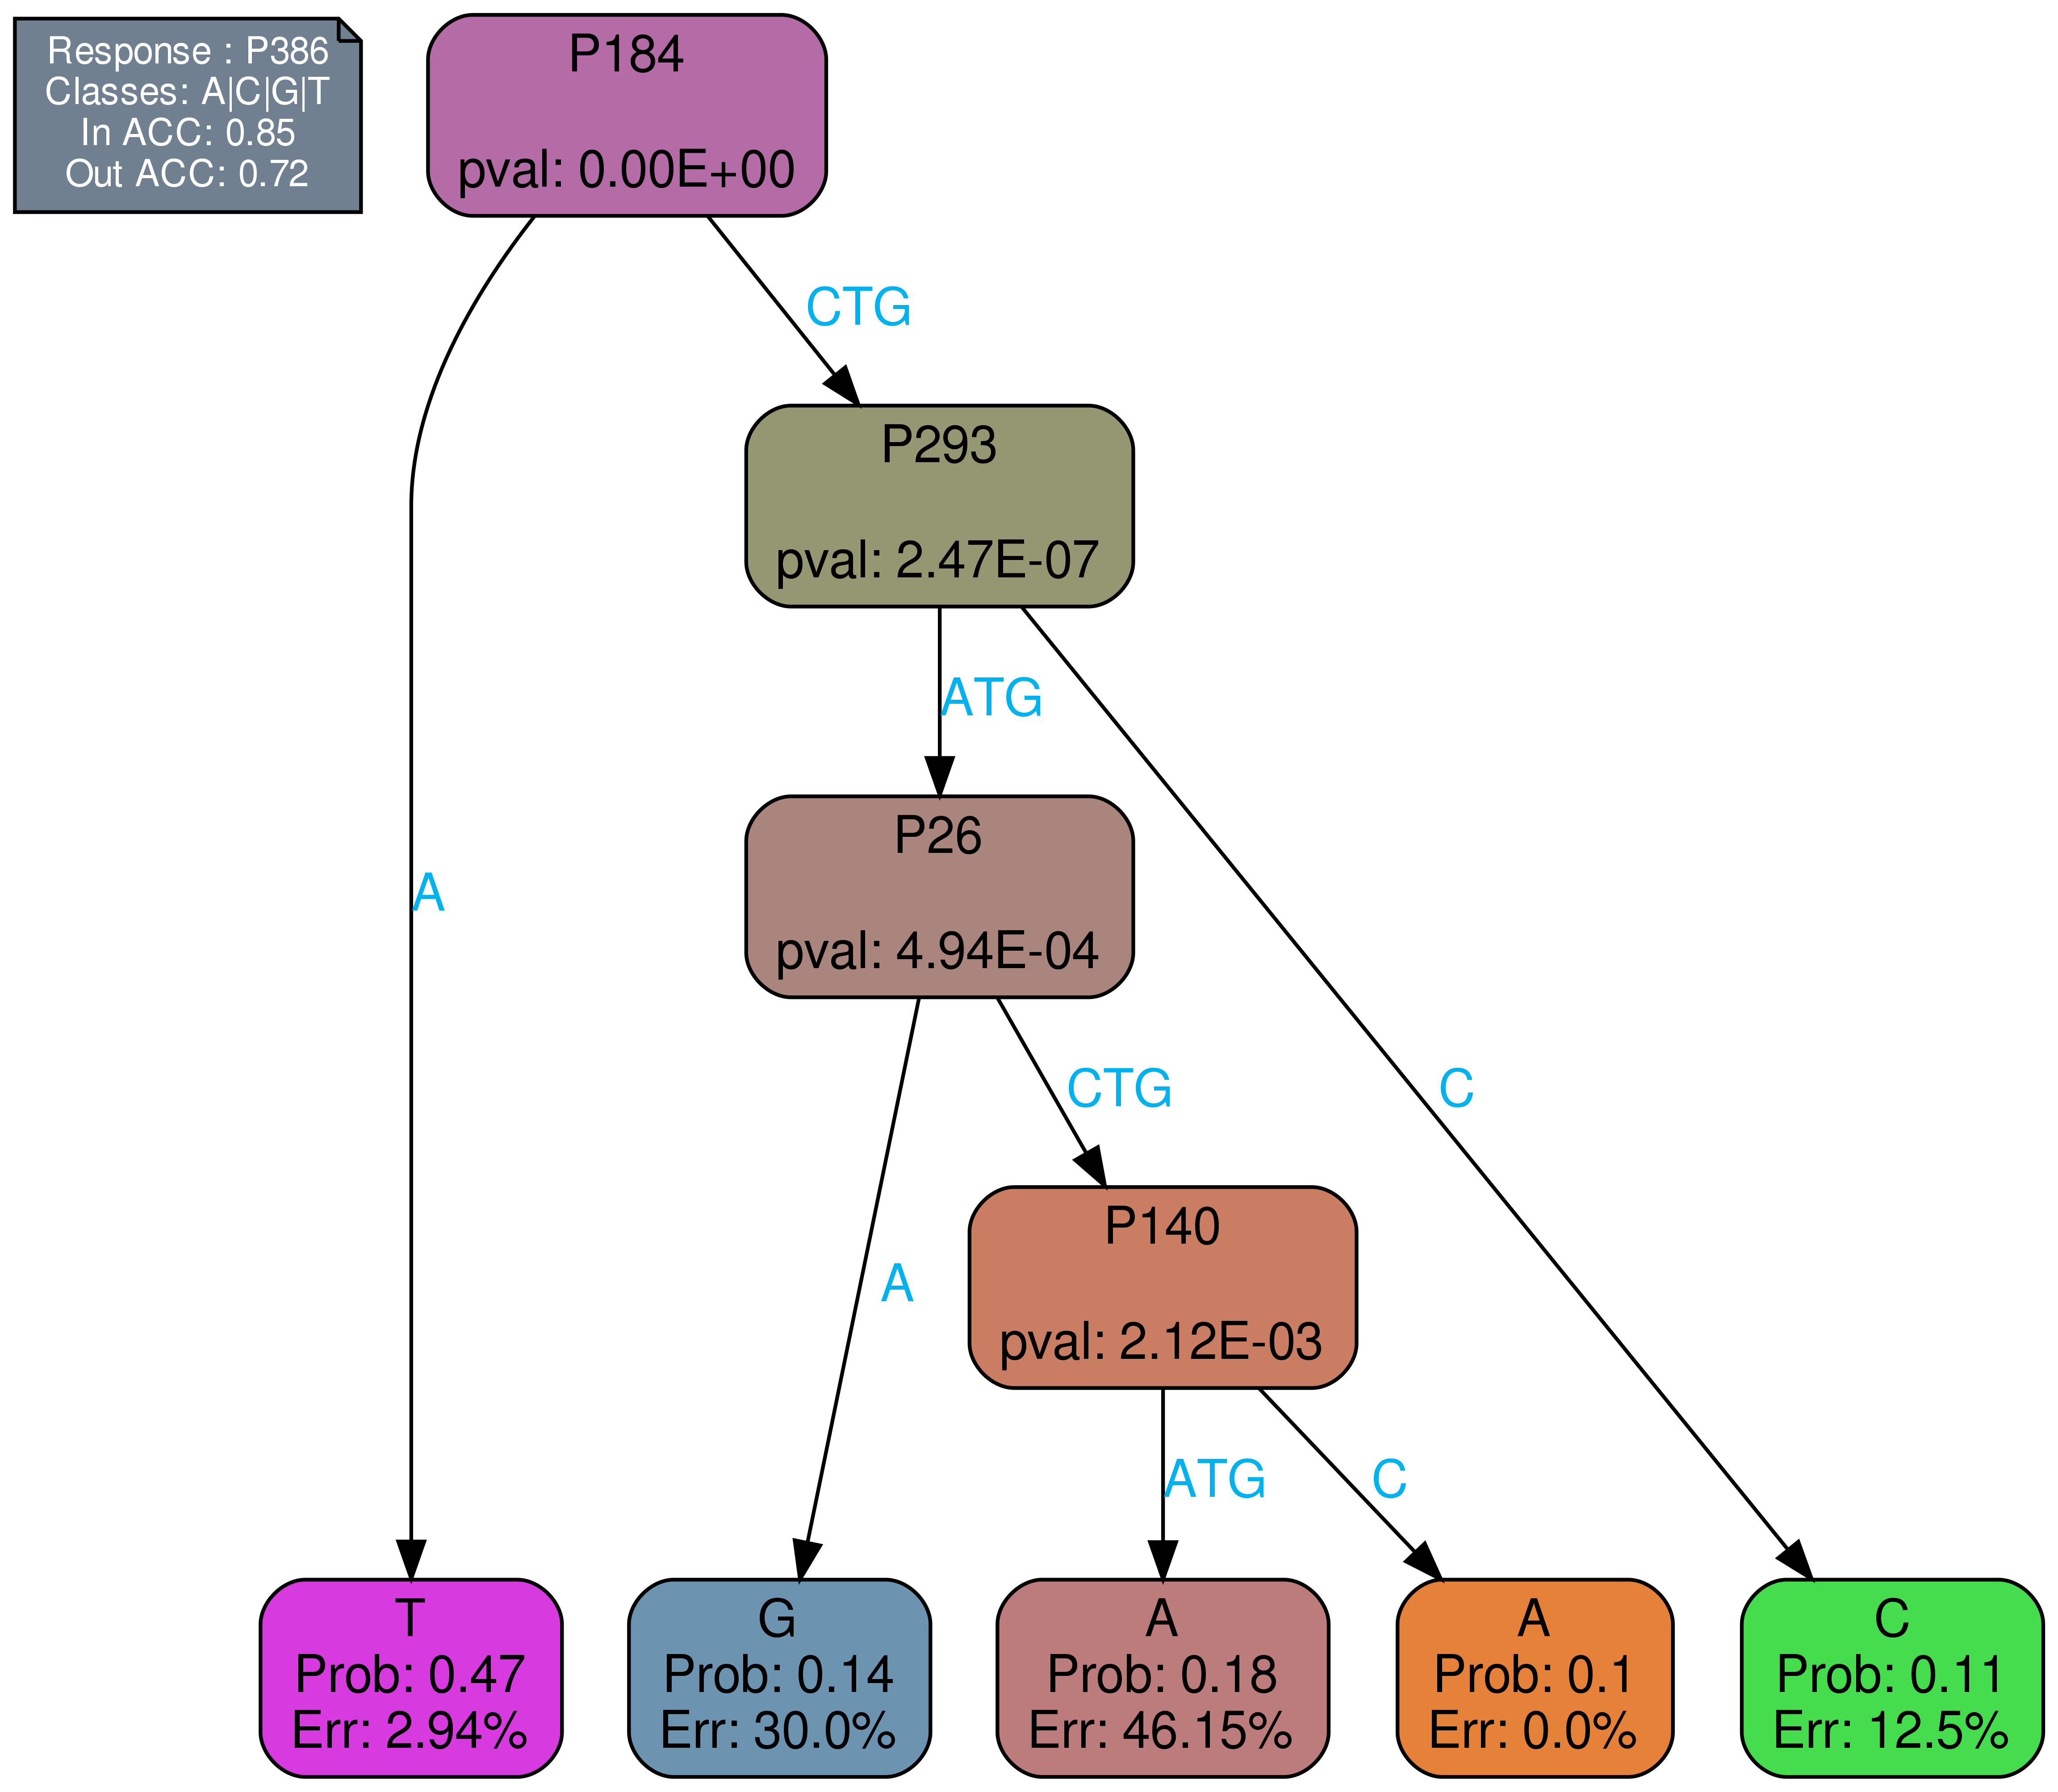 Response : P386
Classes: A|C|G|T
In ACC: 0.85
Out ACC: 0.72
P184
pval: 0.00E+00
CTG
P293
pval: 2.47E-07
ATG
P26
pval: 4.94E-04
A
CTG
C
P140
pval: 2.12E-03
A
ATG
C
T
Prob: 0.47
Err: 2.94%
G
Prob: 0.14
Err: 30.0%
A
Prob: 0.18
Err: 46.15%
A
Prob: 0.1
Err: 0.0%
C
Prob: 0.11
Err: 12.5%